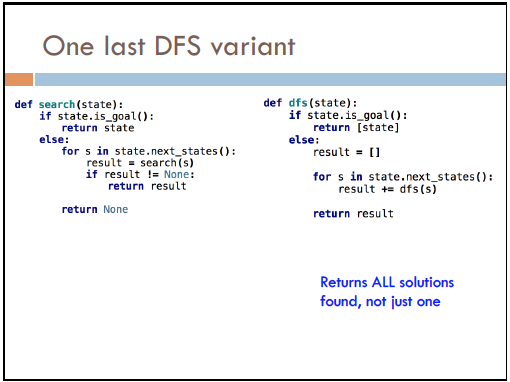 One last DFS variant
def search(state):
    if state.is_goal():
        return state
    else:
        for s in state.next_states():
            result = search(s)
            if result != None:
                return result
        return None
def dfs(state):
    if state.is_goal():
        return [state]
    else:
        result = []
        for s in state.next_states():
            result += dfs(s)
        return result
Returns ALL solutions
found, not just one